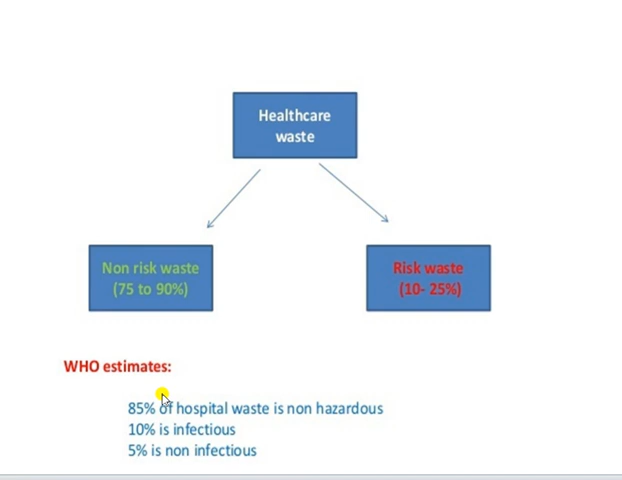 Healthcare
waste
Non risk waste
(75 to 90%)
Risk waste
(10- 25%)
WHO estimates:
85% of hospital waste is non hazardous
10% is infectious
5% is non infectious